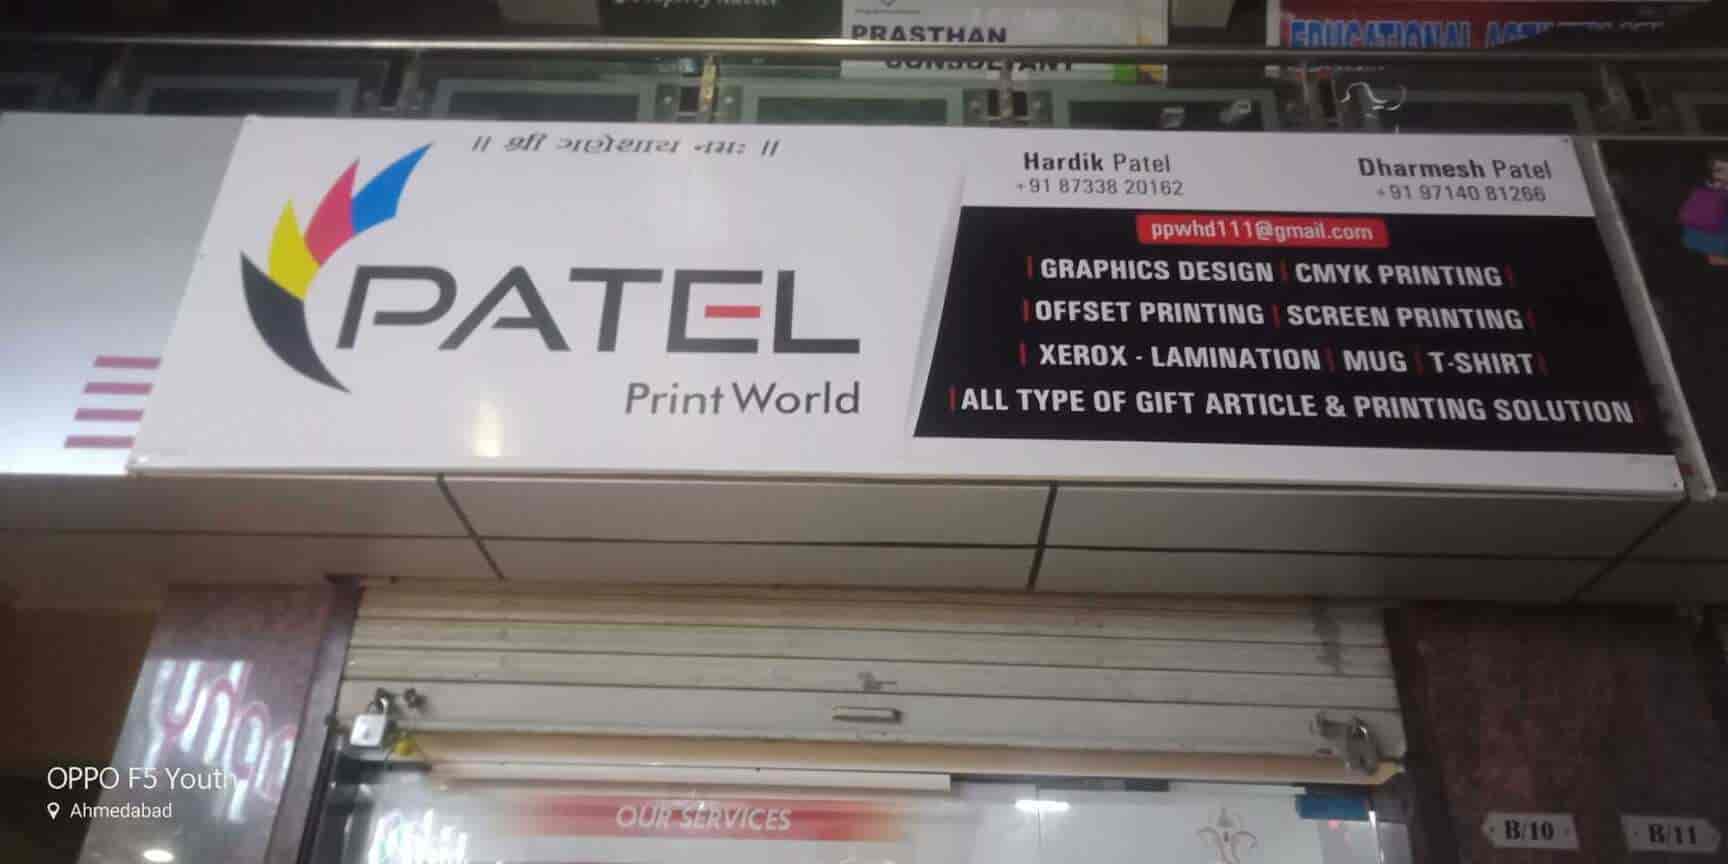 PRASTHAN
CONSULTANT
EDUCATIONAL
॥ श्री गणेशाय नमः ॥
PATEL
Print World
Hardik Patel
+91 87338 20162
Dharmesh Patel
+91 97140 81266
ppwhd111@gmail.com
| GRAPHICS DESIGN | CMYK PRINTING |
| OFFSET PRINTING | SCREEN PRINTING |
| XEROX - LAMINATION | MUG | T-SHIRT |
| ALL TYPE OF GIFT ARTICLE & PRINTING SOLUTION |
OUR SERVICES
B/10
B/11
OPPO F5 Youth
Ahmedabad